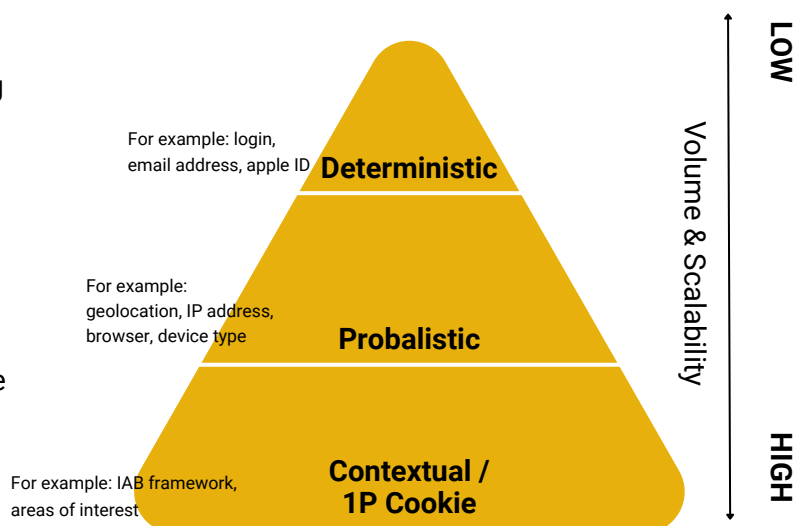 LOW
g
For example: login,
email address, apple ID
Deterministic
Volume & Scalability
For example:
geolocation, IP address,
browser, device type
Probalistic
e
HIGH
Contextual /
1P Cookie
For example: IAB framework,
areas of interest